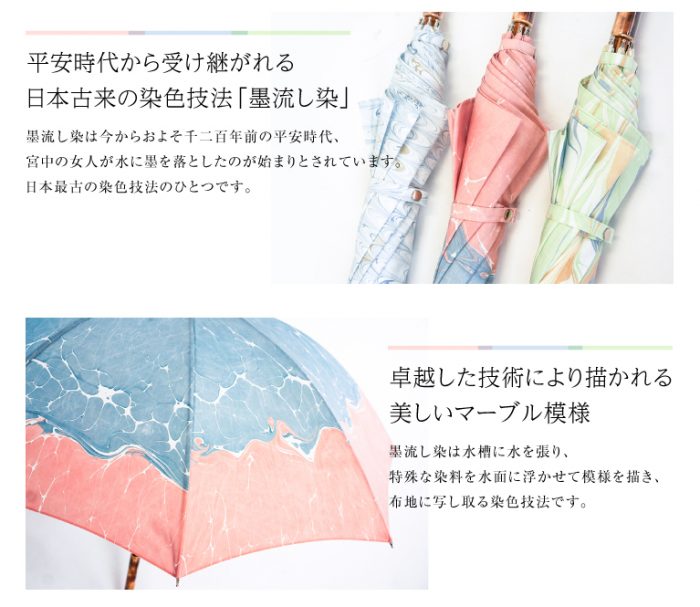 平安時代から受け継がれる
日本古来の染色技法「墨流し染」
墨流し染は今からおよそ千二百年前の平安時代、
宮中の女人が水に墨を落としたのが始まりとされています。
日本最古の染色技法のひとつです。
卓越した技術により描かれる
美しいマーブル模様
墨流し染は水槽に水を張り、
特殊な染料を水面に浮かせて模様を描き、
布地に写し取る染色技法です。